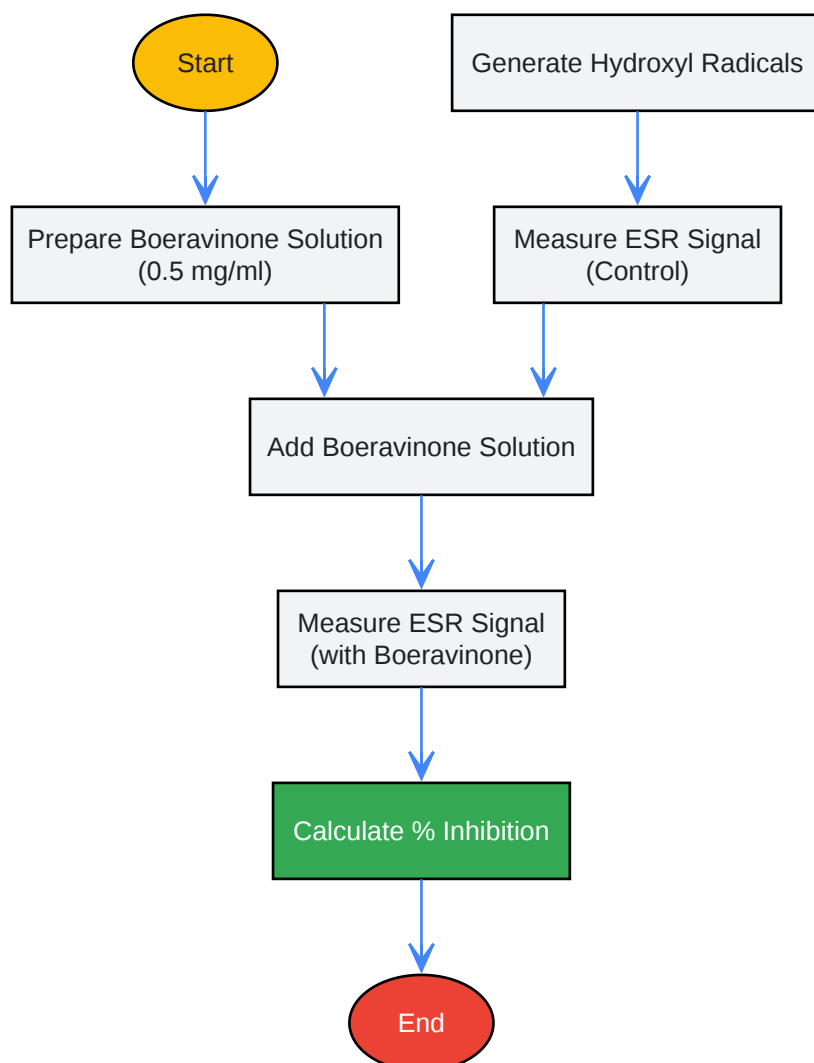 Start
Generate Hydroxyl Radicals
Prepare Boeravinone Solution
(0.5 mg/ml)
Measure ESR Signal
(Control)
Add Boeravinone Solution
Measure ESR Signal
(with Boeravinone)
Calculate % Inhibition
End